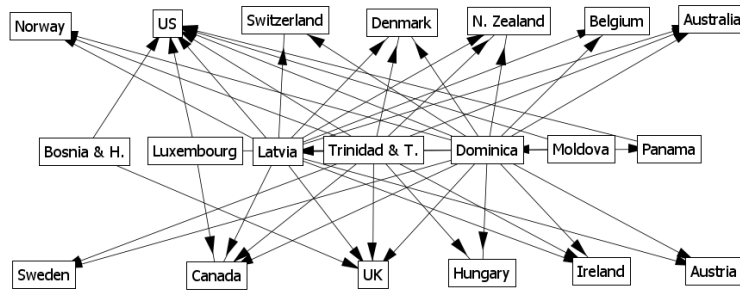 Norway
US
Switzerland
Denmark
N. Zealand
Belgium
Australia
Bosnia & H.
Luxembourg
Latvia
Trinidad & T.
Dominica
Moldova
Panama
Sweden
Canada
UK
Hungary
Ireland
Austria